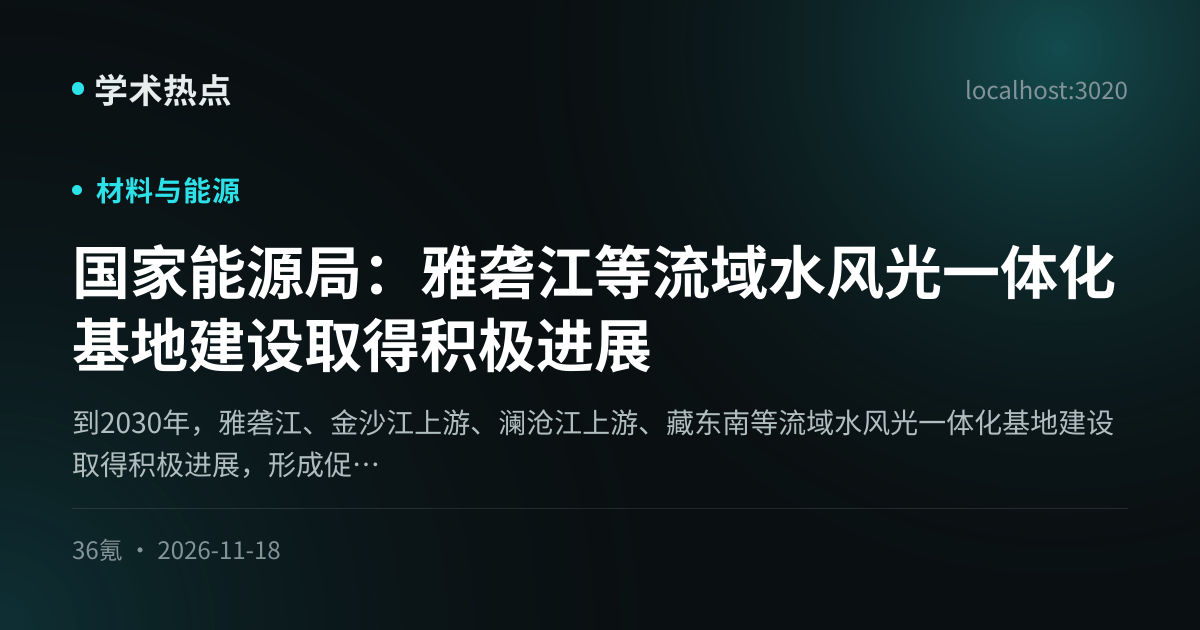 学术热点
localhost:3020
材料与能源
国家能源局：雅砻江等流域水风光一体化
基地建设取得积极进展
到2030年，雅砻江、金沙江上游、澜沧江上游、藏东南等流域水风光一体化基地建设
取得积极进展，形成促…
36氪 · 2026-11-18